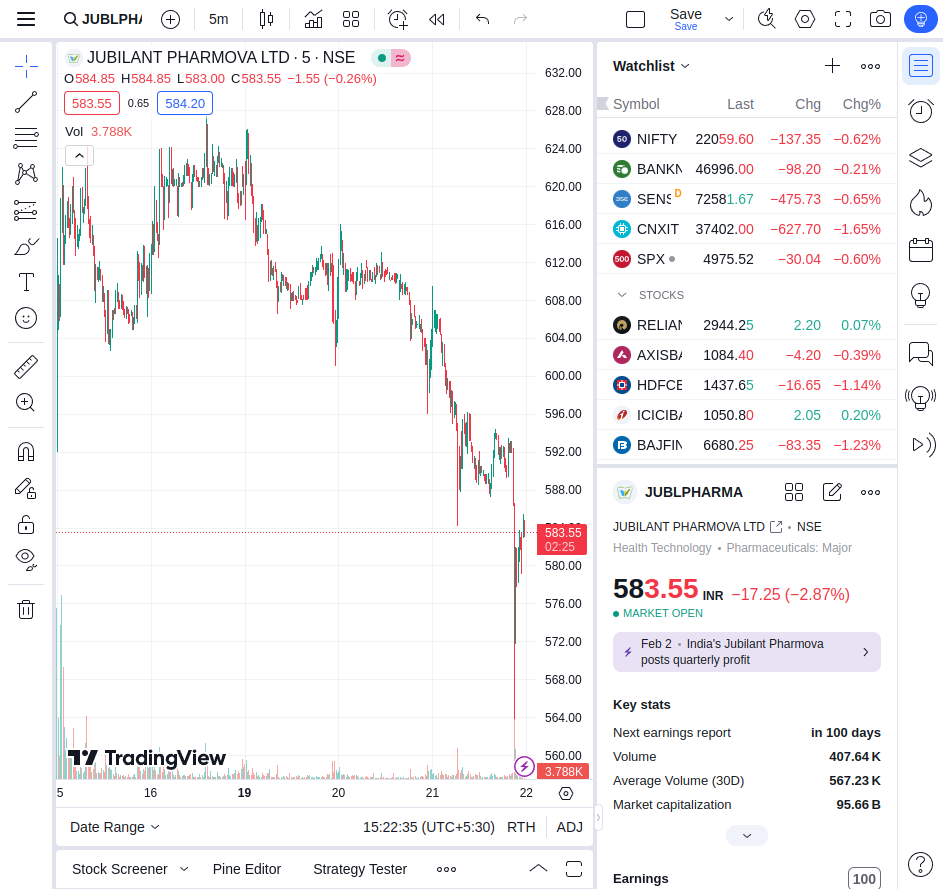 JUBLPHA
5m
Save
Save
JUBILANT PHARMOVA LTD · 5 · NSE
O584.85 H584.85 L583.00 C583.55 −1.55 (−0.26%)
583.55 0.65 584.20
Vol 3.788K
632.00
628.00
624.00
620.00
616.00
612.00
608.00
604.00
600.00
596.00
592.00
588.00
583.55
02:25
580.00
576.00
572.00
568.00
564.00
560.00
3.788K
TradingView
5 16 19 20 21 22
Date Range 15:22:35 (UTC+5:30) RTH ADJ
Stock Screener Pine Editor Strategy Tester
Watchlist
Symbol Last Chg Chg%
50 NIFTY 22059.60 −137.35 −0.62%
BANKN 46996.00 −98.20 −0.21%
SENS D 72581.67 −475.73 −0.65%
CNXIT 37402.00 −627.70 −1.65%
500 SPX 4975.52 −30.04 −0.60%
STOCKS
RELIAN 2944.25 2.20 0.07%
AXISBA 1084.40 −4.20 −0.39%
HDFCB 1437.65 −16.65 −1.14%
ICICIBA 1050.80 2.05 0.20%
BAJFIN 6680.25 −83.35 −1.23%
JUBLPHARMA
JUBILANT PHARMOVA LTD • NSE
Health Technology • Pharmaceuticals: Major
583.55 INR −17.25 (−2.87%)
MARKET OPEN
Feb 2 • India's Jubilant Pharmova
posts quarterly profit
Key stats
Next earnings report in 100 days
Volume 407.64 K
Average Volume (30D) 567.23 K
Market capitalization 95.66 B
Earnings 100